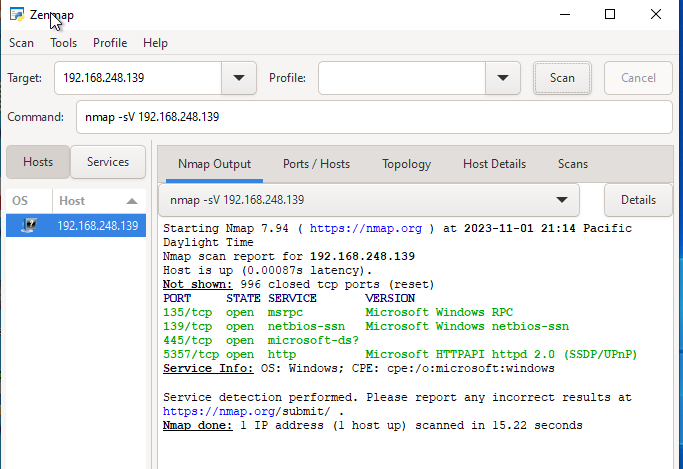 Zenmap
Scan Tools Profile Help
Target: 192.168.248.139 Profile: Scan Cancel
Command: nmap -sV 192.168.248.139
Hosts Services
OS Host
192.168.248.139
Nmap Output Ports / Hosts Topology Host Details Scans
nmap -sV 192.168.248.139 Details
Starting Nmap 7.94 ( https://nmap.org ) at 2023-11-01 21:14 Pacific
Daylight Time
Nmap scan report for 192.168.248.139
Host is up (0.00087s latency).
Not shown: 996 closed tcp ports (reset)
PORT STATE SERVICE VERSION
135/tcp open msrpc Microsoft Windows RPC
139/tcp open netbios-ssn Microsoft Windows netbios-ssn
445/tcp open microsoft-ds?
5357/tcp open http Microsoft HTTPAPI httpd 2.0 (SSDP/UPnP)
Service Info: OS: Windows; CPE: cpe:/o:microsoft:windows
Service detection performed. Please report any incorrect results at
https://nmap.org/submit/ .
Nmap done: 1 IP address (1 host up) scanned in 15.22 seconds